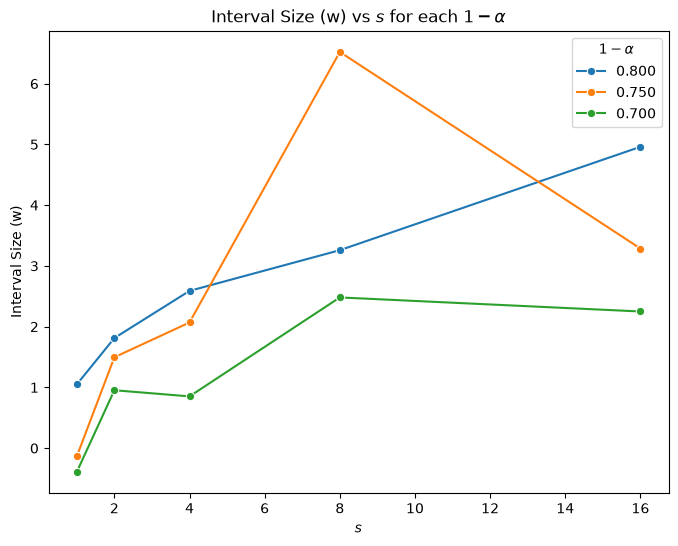 Interval Size (w) vs s for each 1 − α
1 − α
0.800
0.750
0.700
Interval Size (w)
6
5
4
3
2
1
0
2 4 6 8 10 12 14 16
s